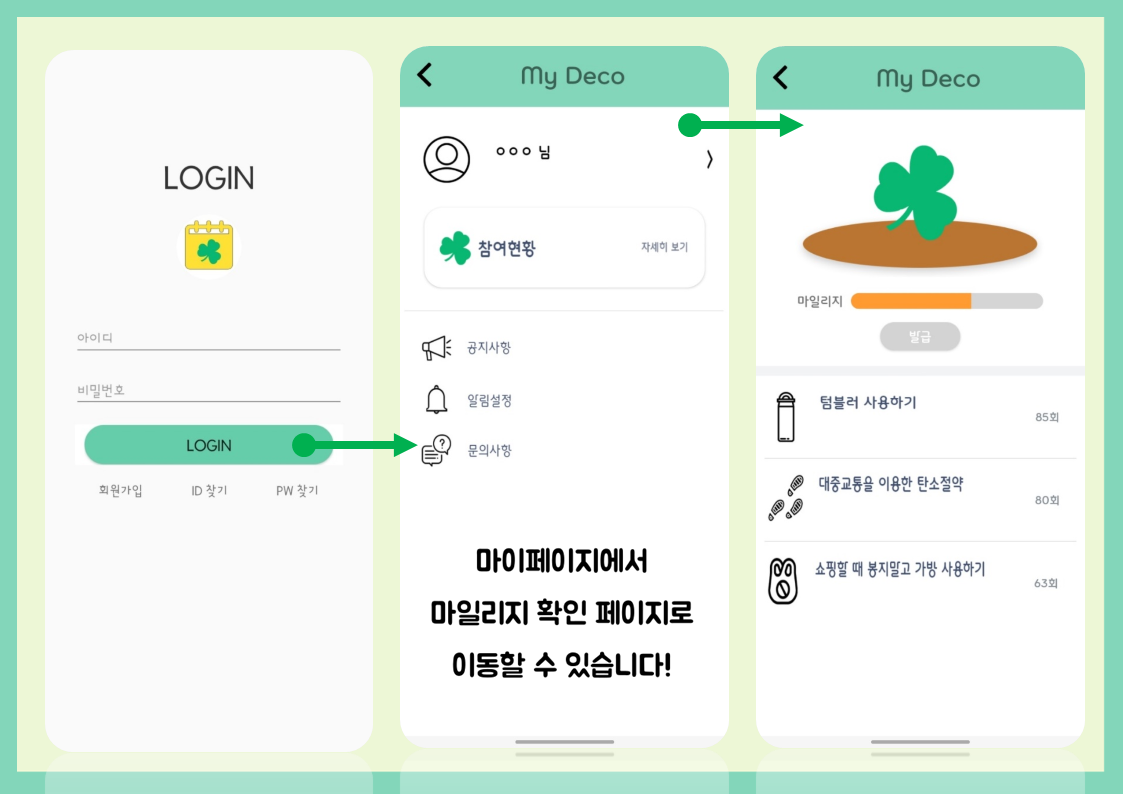 LOGIN
아이디
비밀번호
LOGIN
회원가입 ID 찾기 PW 찾기
My Deco
ㅇㅇㅇ 님
참여현황 자세히 보기
공지사항
알림설정
문의사항
마이페이지에서
마일리지 확인 페이지로
이동할 수 있습니다!
My Deco
마일리지
발급
텀블러 사용하기
85회
대중교통을 이용한 탄소절약
80회
쇼핑할 때 봉지말고 가방 사용하기
63회